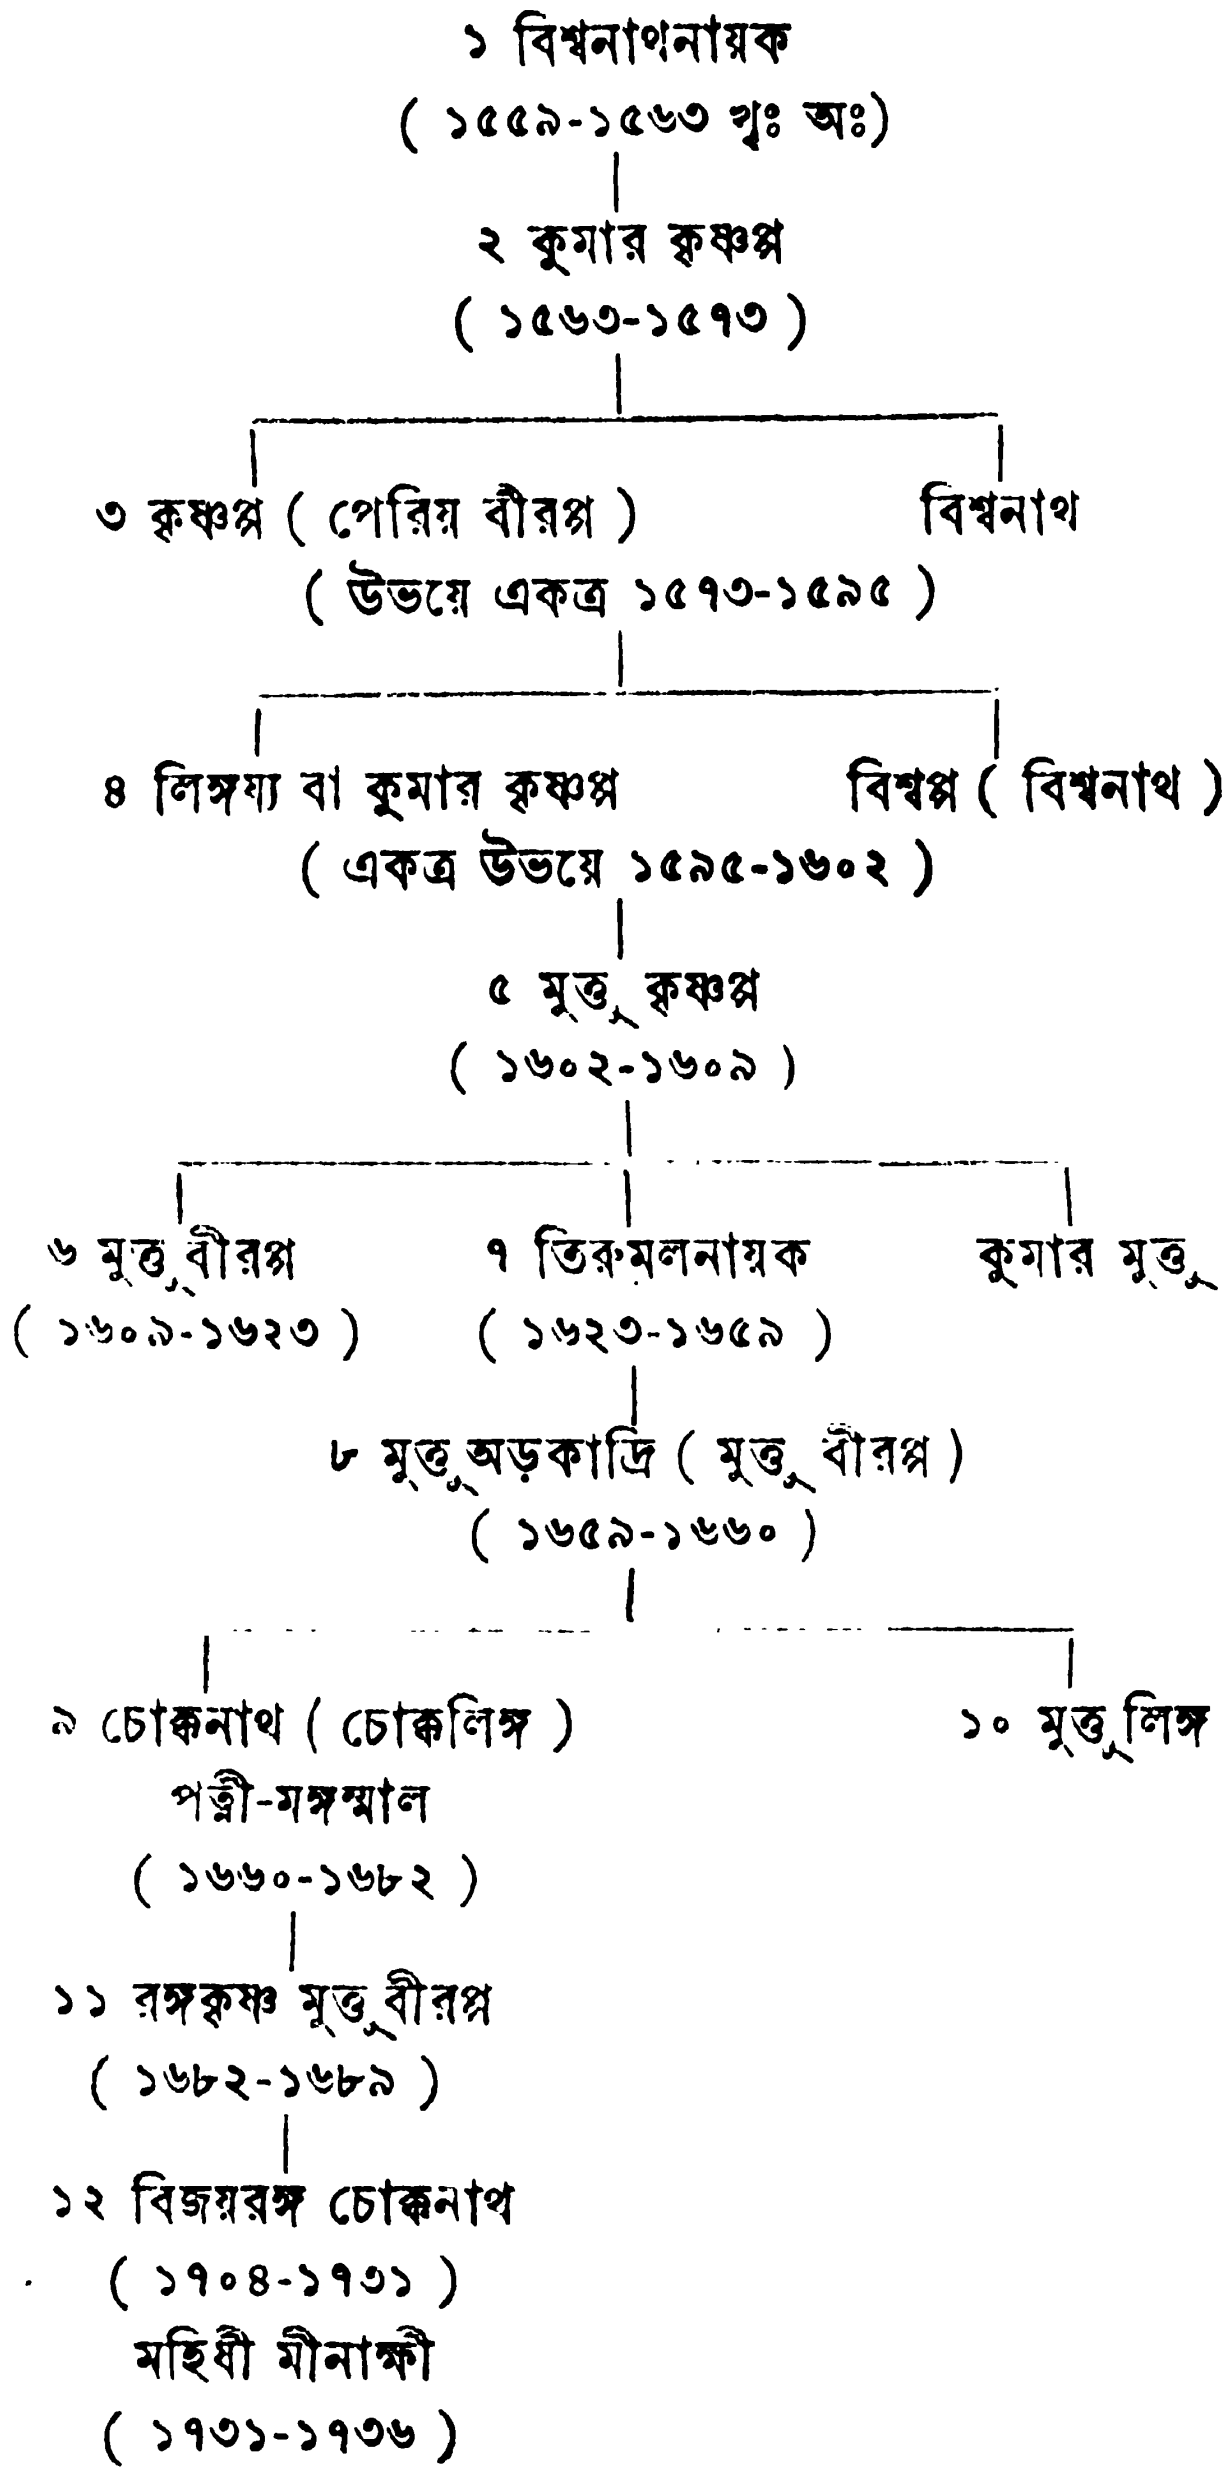 ১ বিশ্বনাথনায়ক
( ১৫৫৯-১৫৬৩ খৃঃ অঃ)
২ কুমার কৃষ্ণপ্প
( ১৫৬৩-১৫৭৩ )
৩ কৃষ্ণপ্প ( পেরিয় বীরপ্প ) বিশ্বনাথ
( উভয়ে একত্র ১৫৭৩-১৫৯৫ )
৪ লিঙ্গয্য বা কুমার কৃষ্ণপ্প বিশ্বপ্প ( বিশ্বনাথ )
( একত্র উভয়ে ১৫৯৫-১৬০২ )
৫ মুত্তু কৃষ্ণপ্প
( ১৬০২-১৬০৯ )
৬ মুত্তুবীরপ্প ৭ তিরুমলনায়ক কুমার মুত্তু
( ১৬০৯-১৬২৩ ) ( ১৬২৩-১৬৫৯ )
৮ মুত্তুঅড়কাদ্রি ( মুত্তু বীরপ্প )
( ১৬৫৯-১৬৬০ )
৯ চোক্কনাথ ( চোক্কলিঙ্গ ) ১০ মুত্তুলিঙ্গ
পত্নী-মঙ্গম্মাল
( ১৬৬০-১৬৮২ )
১১ রঙ্গকৃষ্ণ মুত্তুবীরপ্প
( ১৬৮২-১৬৮৯ )
১২ বিজয়রঙ্গ চোক্কনাথ
( ১৭০৪-১৭৩১ )
মহিষী মীনাক্ষী
( ১৭৩১-১৭৩৬ )